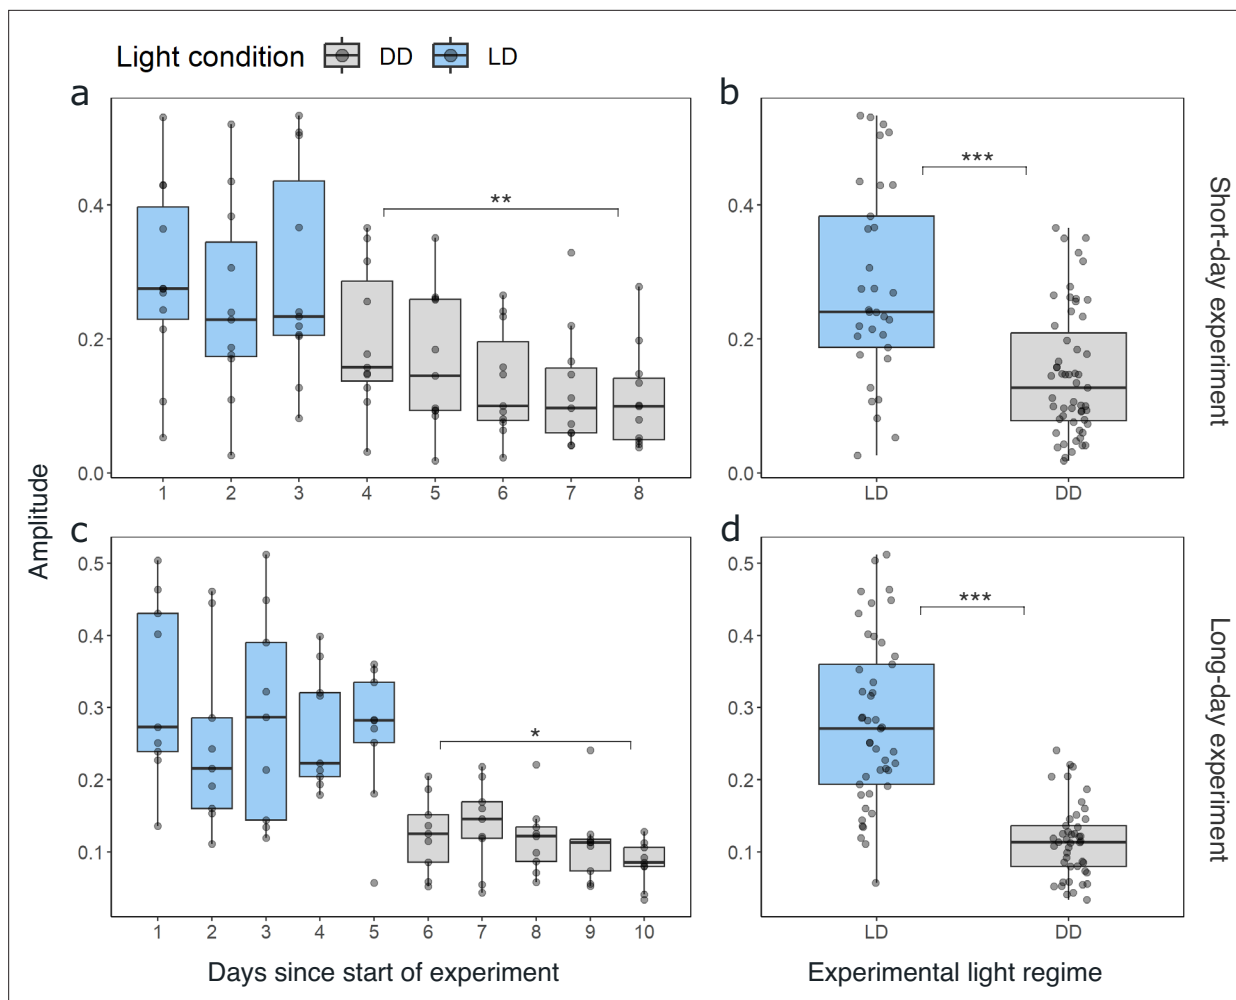 Light condition DD LD
a
b
***
**
0.4
0.2
0.0
1 2 3 4 5 6 7 8
0.4
0.2
0.0
LD DD
Short-day experiment
Amplitude
c
d
***
*
0.5
0.4
0.3
0.2
0.1
1 2 3 4 5 6 7 8 9 10
0.5
0.4
0.3
0.2
0.1
LD DD
Long-day experiment
Days since start of experiment
Experimental light regime